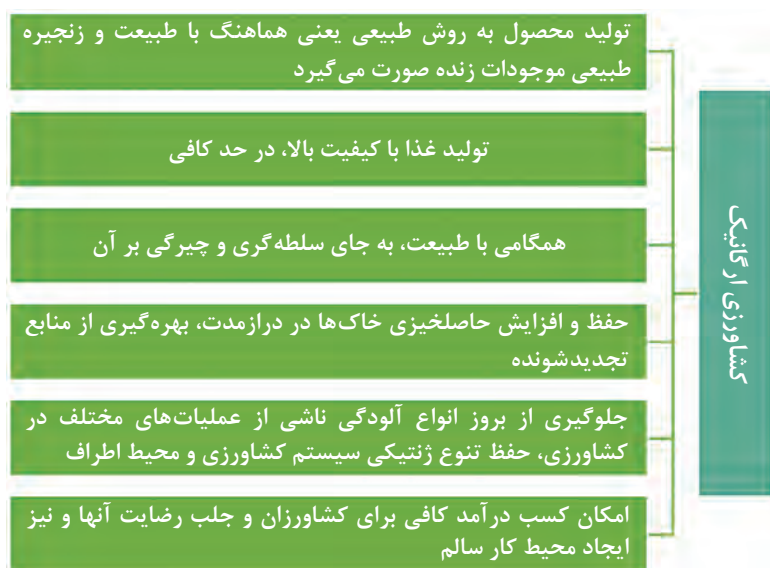 کشاورزی ارگانیک
تولید محصول به روش طبیعی یعنی هماهنگ با طبیعت و زنجیره
طبیعی موجودات زنده صورت می‌گیرد
تولید غذا با کیفیت بالا، در حد کافی
همگامی با طبیعت، به جای سلطه‌گری و چیرگی بر آن
حفظ و افزایش حاصلخیزی خاک‌ها در درازمدت، بهره‌گیری از منابع
تجدیدشونده
جلوگیری از بروز انواع آلودگی ناشی از عملیات‌های مختلف در
کشاورزی، حفظ تنوع ژنتیکی سیستم کشاورزی و محیط اطراف
امکان کسب درآمد کافی برای کشاورزان و جلب رضایت آنها و نیز
ایجاد محیط کار سالم